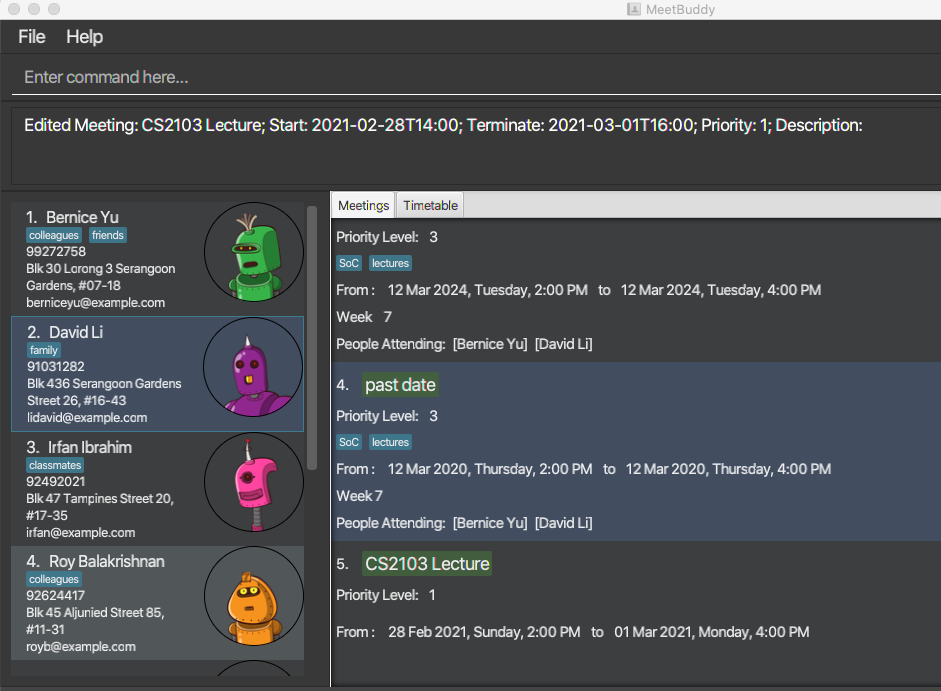 MeetBuddy
File Help
Enter command here...
Edited Meeting: CS2103 Lecture; Start: 2021-02-28T14:00; Terminate: 2021-03-01T16:00; Priority: 1; Description:
1. Bernice Yu
colleagues friends
99272758
Blk 30 Lorong 3 Serangoon
Gardens, #07-18
berniceyu@example.com
2. David Li
family
91031282
Blk 436 Serangoon Gardens
Street 26, #16-43
lidavid@example.com
3. Irfan Ibrahim
classmates
92492021
Blk 47 Tampines Street 20,
#17-35
irfan@example.com
4. Roy Balakrishnan
colleagues
92624417
Blk 45 Aljunied Street 85,
#11-31
royb@example.com
Meetings Timetable
Priority Level: 3
SoC lectures
From : 12 Mar 2024, Tuesday, 2:00 PM to 12 Mar 2024, Tuesday, 4:00 PM
Week 7
People Attending: [Bernice Yu] [David Li]
4. past date
Priority Level: 3
SoC lectures
From : 12 Mar 2020, Thursday, 2:00 PM to 12 Mar 2020, Thursday, 4:00 PM
Week 7
People Attending: [Bernice Yu] [David Li]
5. CS2103 Lecture
Priority Level: 1
From : 28 Feb 2021, Sunday, 2:00 PM to 01 Mar 2021, Monday, 4:00 PM